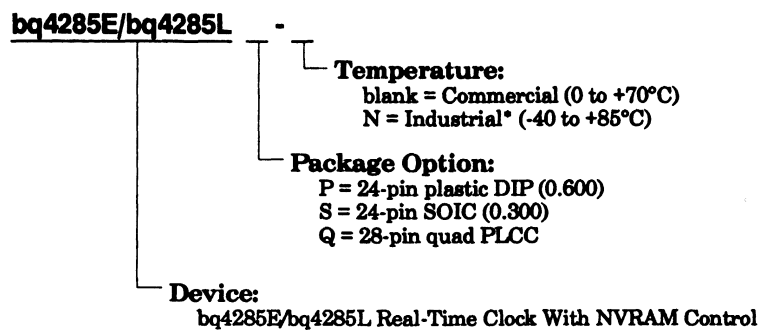 bq4285E/bq4285L _ - _
Temperature:
blank = Commercial (0 to +70°C)
N = Industrial* (-40 to +85°C)
Package Option:
P = 24-pin plastic DIP (0.600)
S = 24-pin SOIC (0.300)
Q = 28-pin quad PLCC
Device:
bq4285E/bq4285L Real-Time Clock With NVRAM Control